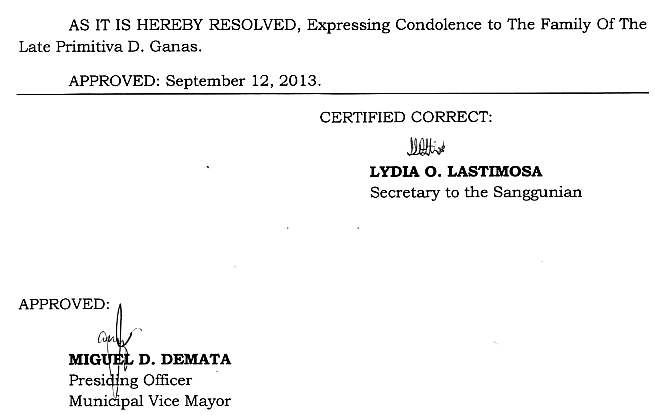 AS IT IS HEREBY RESOLVED, Expressing Condolence to The Family Of The
Late Primitiva D. Ganas.
APPROVED: September 12, 2013.
CERTIFIED CORRECT:
LYDIA O. LASTIMOSA
Secretary to the Sanggunian
APPROVED:
MIGUEL D. DEMATA
Presiding Officer
Municipal Vice Mayor